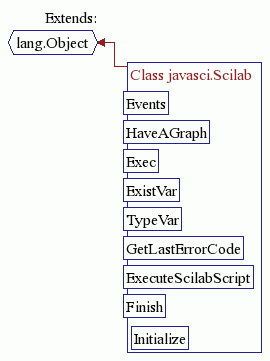 Extends:
lang.Object
Class javasci.Scilab
Events
HaveAGraph
Exec
ExistVar
TypeVar
GetLastErrorCode
ExecuteScilabScript
Finish
Initialize